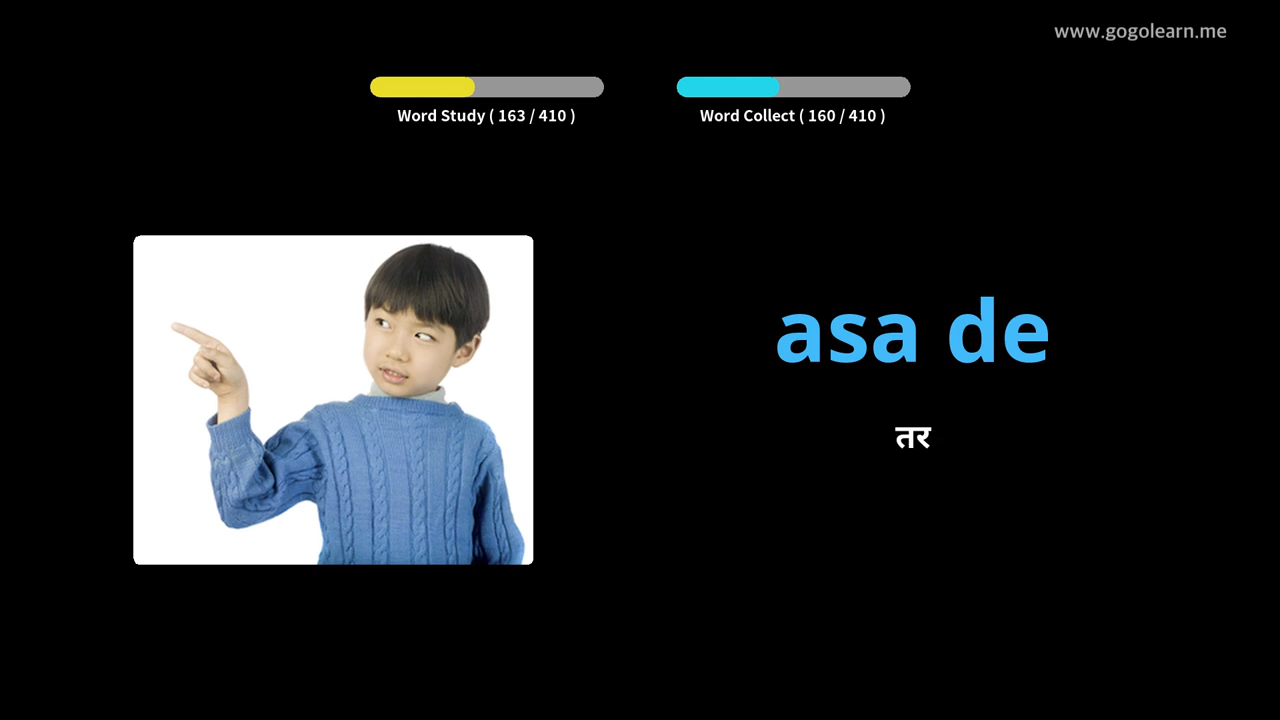 www.gogolearn.me
Word Study ( 163 / 410 )
Word Collect ( 160 / 410 )
asa de
तर